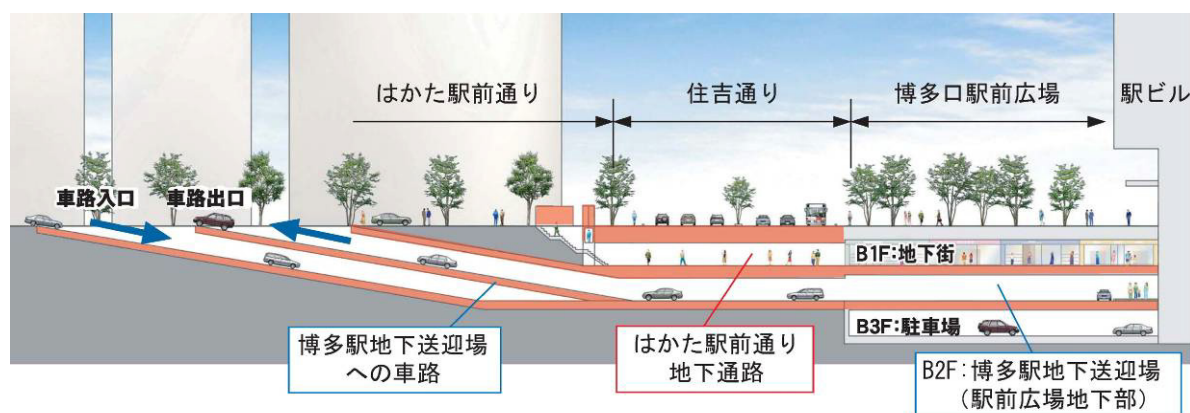 はかた駅前通り
住吉通り
博多口駅前広場
駅ビル
車路入口
車路出口
B1F:地下街
B3F:駐車場
博多駅地下送迎場
への車路
はかた駅前通り
地下通路
B2F:博多駅地下送迎場
(駅前広場地下部)